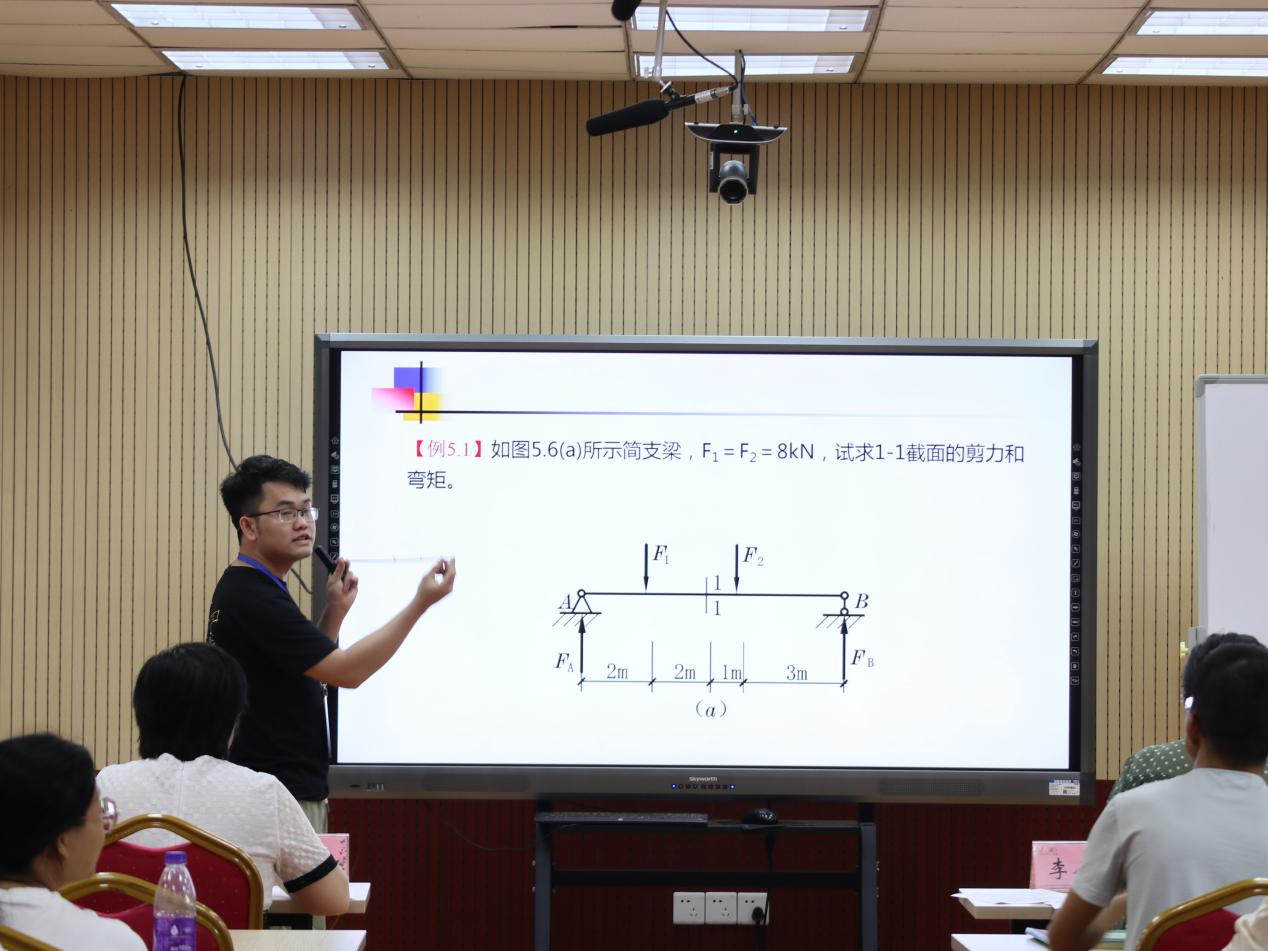 【例5.1】如图5.6(a)所示简支梁，F₁＝F₂＝8kN，试求1-1截面的剪力和
弯矩。
F₁
F₂
A
1
1
B
F_A
2m
2m
1m
3m
F_B
(a)
Skyworth
李